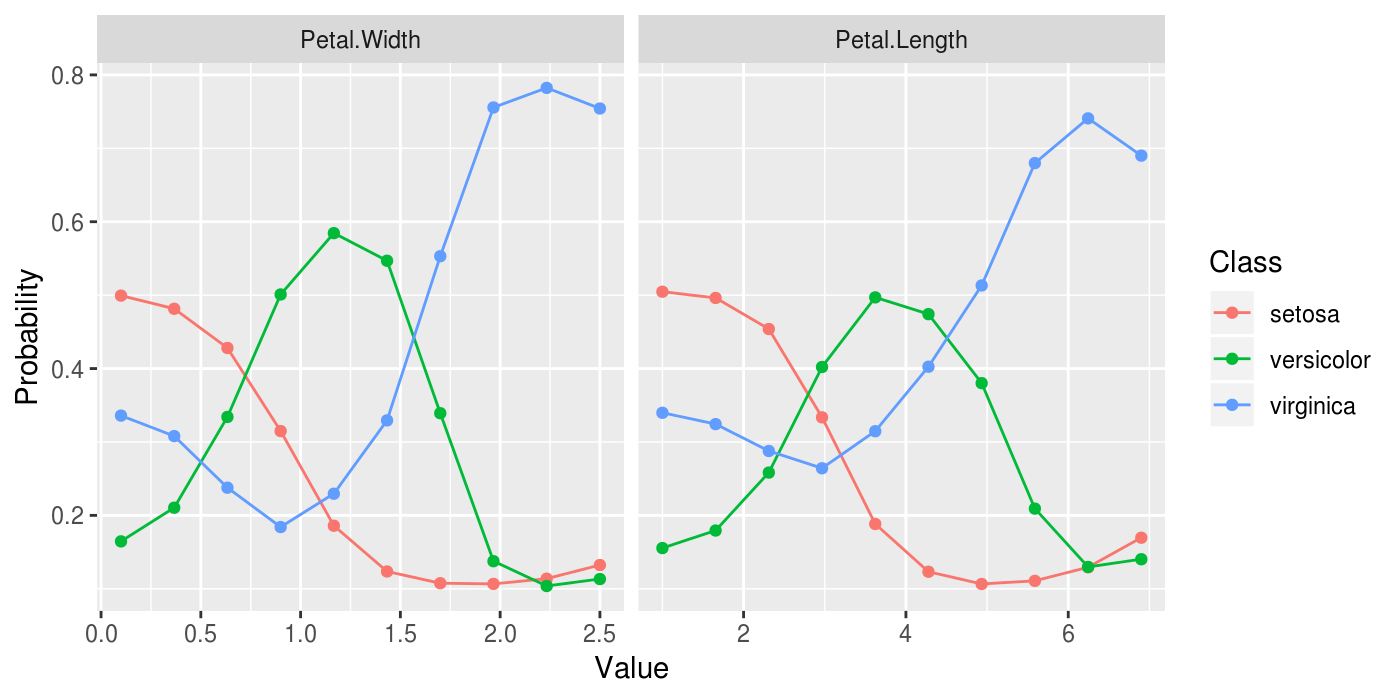 Petal.Width
Petal.Length
0.8
0.6
0.4
0.2
Probability
0.0 0.5 1.0 1.5 2.0 2.5
2 4 6
Value
Class
setosa
versicolor
virginica